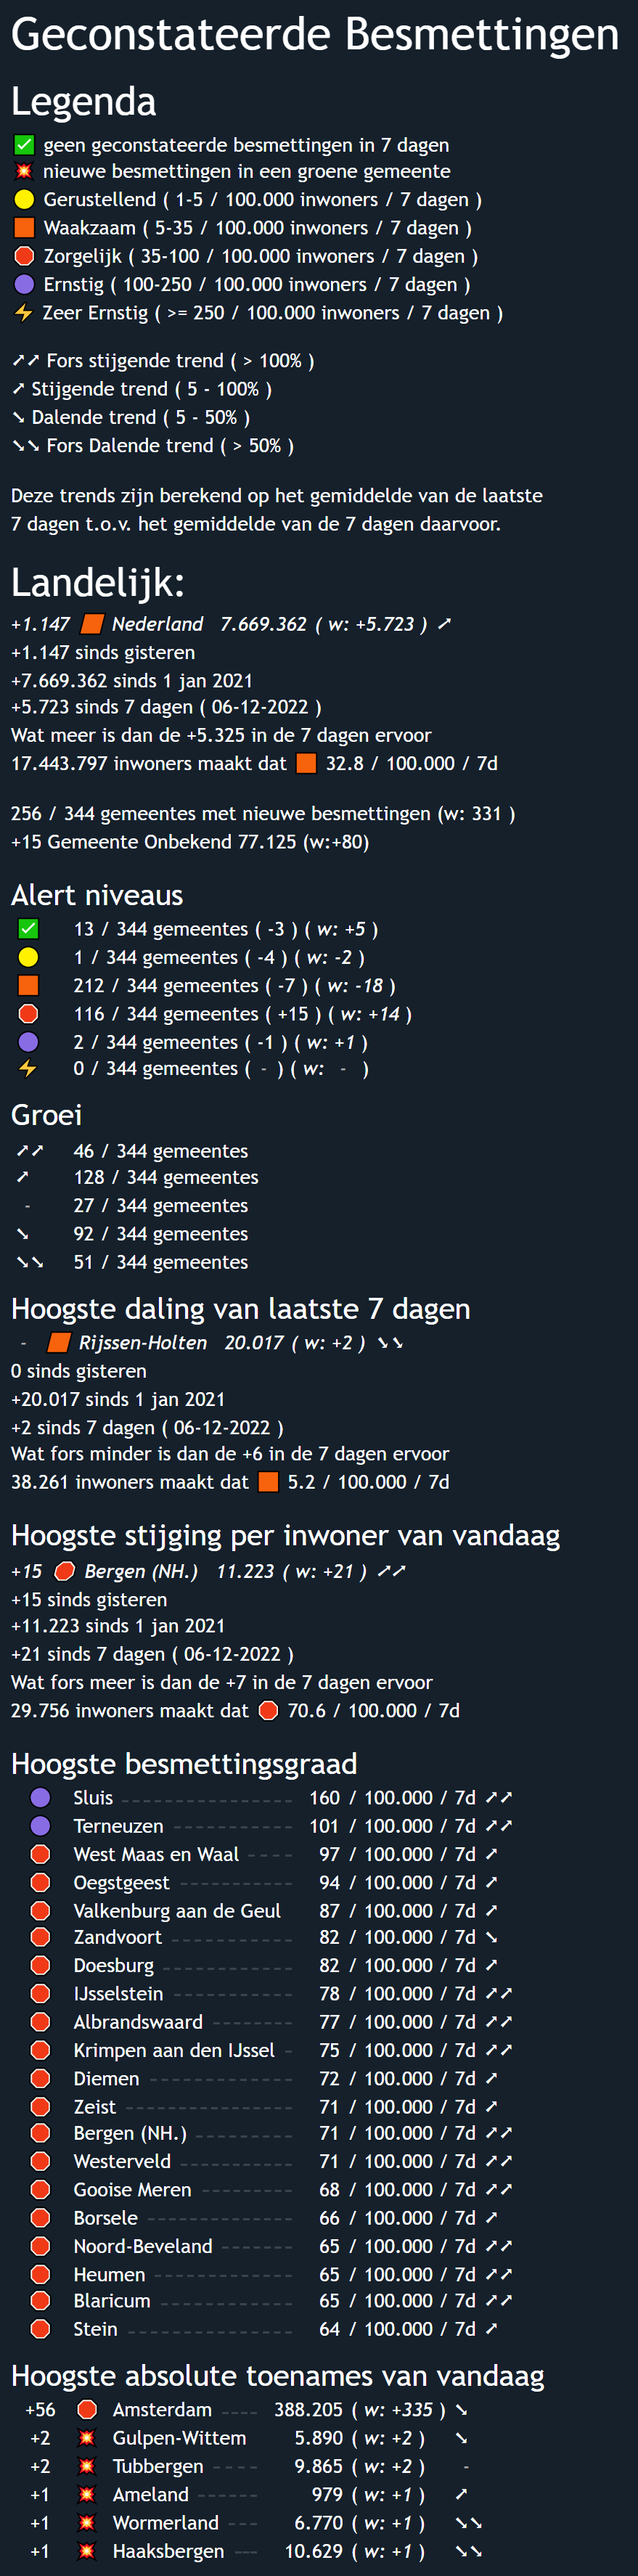 Geconstateerde Besmettingen
Legenda
✅ geen geconstateerde besmettingen in 7 dagen
💥 nieuwe besmettingen in een groene gemeente
🟡 Gerustellend ( 1-5 / 100.000 inwoners / 7 dagen )
🟧 Waakzaam ( 5-35 / 100.000 inwoners / 7 dagen )
🛑 Zorgelijk ( 35-100 / 100.000 inwoners / 7 dagen )
🟣 Ernstig ( 100-250 / 100.000 inwoners / 7 dagen )
⚡ Zeer Ernstig ( >= 250 / 100.000 inwoners / 7 dagen )
➚➚ Fors stijgende trend ( > 100% )
➚ Stijgende trend ( 5 - 100% )
➘ Dalende trend ( 5 - 50% )
➘➘ Fors Dalende trend ( > 50% )
Deze trends zijn berekend op het gemiddelde van de laatste
7 dagen t.o.v. het gemiddelde van de 7 dagen daarvoor.
Landelijk:
+1.147 🟧 Nederland 7.669.362 ( w: +5.723 ) ➚
+1.147 sinds gisteren
+7.669.362 sinds 1 jan 2021
+5.723 sinds 7 dagen ( 06-12-2022 )
Wat meer is dan de +5.325 in de 7 dagen ervoor
17.443.797 inwoners maakt dat 🟧 32.8 / 100.000 / 7d
256 / 344 gemeentes met nieuwe besmettingen (w: 331 )
+15 Gemeente Onbekend 77.125 (w:+80)
Alert niveaus
✅ 13 / 344 gemeentes ( -3 ) ( w: +5 )
🟡 1 / 344 gemeentes ( -4 ) ( w: -2 )
🟧 212 / 344 gemeentes ( -7 ) ( w: -18 )
🛑 116 / 344 gemeentes ( +15 ) ( w: +14 )
🟣 2 / 344 gemeentes ( -1 ) ( w: +1 )
⚡ 0 / 344 gemeentes ( - ) ( w: - )
Groei
➚➚ 46 / 344 gemeentes
➚ 128 / 344 gemeentes
- 27 / 344 gemeentes
➘ 92 / 344 gemeentes
➘➘ 51 / 344 gemeentes
Hoogste daling van laatste 7 dagen
- 🟧 Rijssen-Holten 20.017 ( w: +2 ) ➘➘
0 sinds gisteren
+20.017 sinds 1 jan 2021
+2 sinds 7 dagen ( 06-12-2022 )
Wat fors minder is dan de +6 in de 7 dagen ervoor
38.261 inwoners maakt dat 🟧 5.2 / 100.000 / 7d
Hoogste stijging per inwoner van vandaag
+15 🛑 Bergen (NH.) 11.223 ( w: +21 ) ➚➚
+15 sinds gisteren
+11.223 sinds 1 jan 2021
+21 sinds 7 dagen ( 06-12-2022 )
Wat fors meer is dan de +7 in de 7 dagen ervoor
29.756 inwoners maakt dat 🛑 70.6 / 100.000 / 7d
Hoogste besmettingsgraad
🟣 Sluis 160 / 100.000 / 7d ➚➚
🟣 Terneuzen 101 / 100.000 / 7d ➚➚
🛑 West Maas en Waal 97 / 100.000 / 7d ➚
🛑 Oegstgeest 94 / 100.000 / 7d ➚
🛑 Valkenburg aan de Geul 87 / 100.000 / 7d ➚
🛑 Zandvoort 82 / 100.000 / 7d ➘
🛑 Doesburg 82 / 100.000 / 7d ➚
🛑 IJsselstein 78 / 100.000 / 7d ➚➚
🛑 Albrandswaard 77 / 100.000 / 7d ➚➚
🛑 Krimpen aan den IJssel 75 / 100.000 / 7d ➚➚
🛑 Diemen 72 / 100.000 / 7d ➚
🛑 Zeist 71 / 100.000 / 7d ➚
🛑 Bergen (NH.) 71 / 100.000 / 7d ➚➚
🛑 Westerveld 71 / 100.000 / 7d ➚➚
🛑 Gooise Meren 68 / 100.000 / 7d ➚➚
🛑 Borsele 66 / 100.000 / 7d ➚
🛑 Noord-Beveland 65 / 100.000 / 7d ➚➚
🛑 Heumen 65 / 100.000 / 7d ➚➚
🛑 Blaricum 65 / 100.000 / 7d ➚➚
🛑 Stein 64 / 100.000 / 7d ➚
Hoogste absolute toenames van vandaag
+56 🛑 Amsterdam 388.205 ( w: +335 ) ➘
+2 💥 Gulpen-Wittem 5.890 ( w: +2 ) ➘
+2 💥 Tubbergen 9.865 ( w: +2 ) -
+1 💥 Ameland 979 ( w: +1 ) ➚
+1 💥 Wormerland 6.770 ( w: +1 ) ➘➘
+1 💥 Haaksbergen 10.629 ( w: +1 ) ➘➘